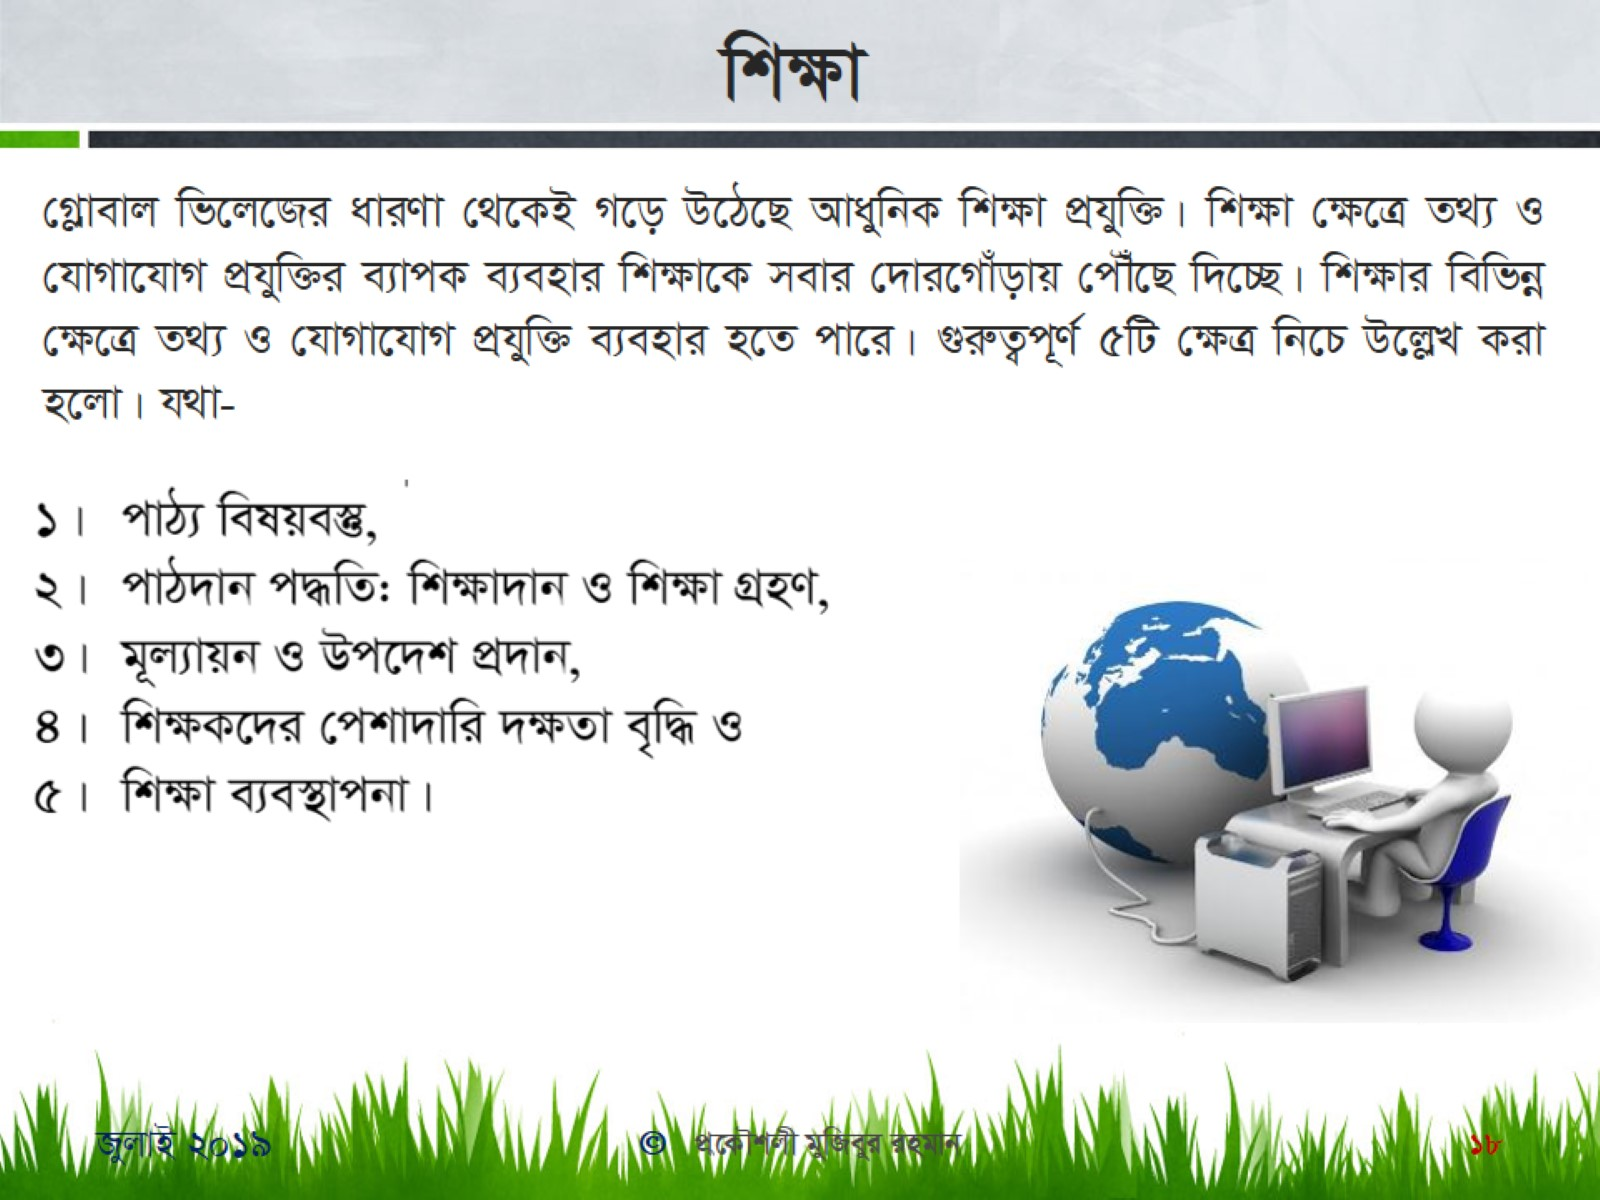 শিক্ষা
গ্লোবাল ভিলেজের ধারণা থেকেই গড়ে উঠেছে আধুনিক শিক্ষা প্রযুক্তি। শিক্ষা ক্ষেত্রে তথ্য ও
যোগাযোগ প্রযুক্তির ব্যাপক ব্যবহার শিক্ষাকে সবার দোরগোঁড়ায় পৌঁছে দিচ্ছে। শিক্ষার বিভিন্ন
ক্ষেত্রে তথ্য ও যোগাযোগ প্রযুক্তি ব্যবহার হতে পারে। গুরুত্বপূর্ণ ৫টি ক্ষেত্র নিচে উল্লেখ করা
হলো। যথা-
১। পাঠ্য বিষয়বস্তু,
২। পাঠদান পদ্ধতি: শিক্ষাদান ও শিক্ষা গ্রহণ,
৩। মূল্যায়ন ও উপদেশ প্রদান,
৪। শিক্ষকদের পেশাদারি দক্ষতা বৃদ্ধি ও
৫। শিক্ষা ব্যবস্থাপনা।
জুলাই ২০১৯ © প্রকৌশলী মুজিবুর রহমান ১৮